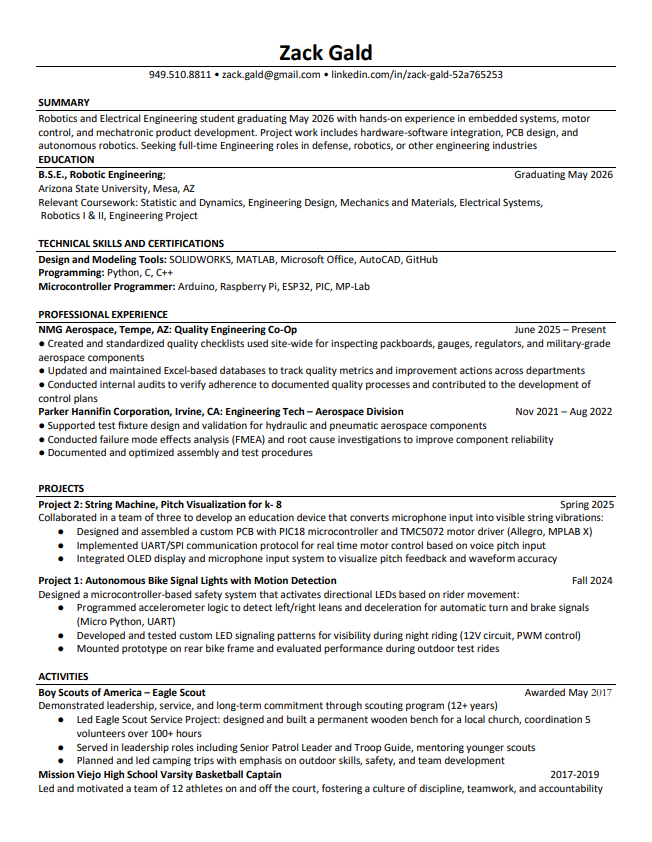 Zack Gald
949.510.8811 • zack.gald@gmail.com • linkedin.com/in/zack-gald-52a765253
SUMMARY
Robotics and Electrical Engineering student graduating May 2026 with hands-on experience in embedded systems, motor
control, and mechatronic product development. Project work includes hardware-software integration, PCB design, and
autonomous robotics. Seeking full-time Engineering roles in defense, robotics, or other engineering industries
EDUCATION
B.S.E., Robotic Engineering; Graduating May 2026
Arizona State University, Mesa, AZ
Relevant Coursework: Statistic and Dynamics, Engineering Design, Mechanics and Materials, Electrical Systems,
Robotics I & II, Engineering Project
TECHNICAL SKILLS AND CERTIFICATIONS
Design and Modeling Tools: SOLIDWORKS, MATLAB, Microsoft Office, AutoCAD, GitHub
Programming: Python, C, C++
Microcontroller Programmer: Arduino, Raspberry Pi, ESP32, PIC, MP-Lab
PROFESSIONAL EXPERIENCE
NMG Aerospace, Tempe, AZ: Quality Engineering Co-Op June 2025 – Present
● Created and standardized quality checklists used site-wide for inspecting packboards, gauges, regulators, and military-grade
aerospace components
● Updated and maintained Excel-based databases to track quality metrics and improvement actions across departments
● Conducted internal audits to verify adherence to documented quality processes and contributed to the development of
control plans
Parker Hannifin Corporation, Irvine, CA: Engineering Tech – Aerospace Division Nov 2021 – Aug 2022
● Supported test fixture design and validation for hydraulic and pneumatic aerospace components
● Conducted failure mode effects analysis (FMEA) and root cause investigations to improve component reliability
● Documented and optimized assembly and test procedures
PROJECTS
Project 2: String Machine, Pitch Visualization for k- 8 Spring 2025
Collaborated in a team of three to develop an education device that converts microphone input into visible string vibrations:
● Designed and assembled a custom PCB with PIC18 microcontroller and TMC5072 motor driver (Allegro, MPLAB X)
● Implemented UART/SPI communication protocol for real time motor control based on voice pitch input
● Integrated OLED display and microphone input system to visualize pitch feedback and waveform accuracy
Project 1: Autonomous Bike Signal Lights with Motion Detection Fall 2024
Designed a microcontroller-based safety system that activates directional LEDs based on rider movement:
● Programmed accelerometer logic to detect left/right leans and deceleration for automatic turn and brake signals
(Micro Python, UART)
● Developed and tested custom LED signaling patterns for visibility during night riding (12V circuit, PWM control)
● Mounted prototype on rear bike frame and evaluated performance during outdoor test rides
ACTIVITIES
Boy Scouts of America – Eagle Scout Awarded May 2017
Demonstrated leadership, service, and long-term commitment through scouting program (12+ years)
● Led Eagle Scout Service Project: designed and built a permanent wooden bench for a local church, coordination 5
volunteers over 100+ hours
● Served in leadership roles including Senior Patrol Leader and Troop Guide, mentoring younger scouts
● Planned and led camping trips with emphasis on outdoor skills, safety, and team development
Mission Viejo High School Varsity Basketball Captain 2017-2019
Led and motivated a team of 12 athletes on and off the court, fostering a culture of discipline, teamwork, and accountability